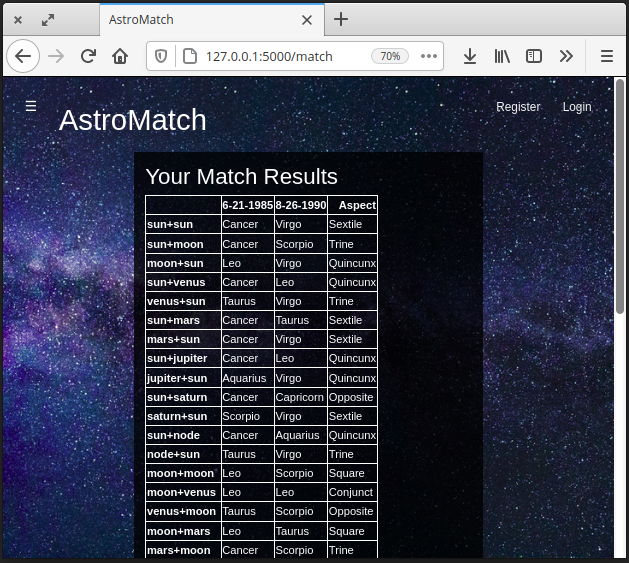 AstroMatch
127.0.0.1:5000/match 70%
Register Login
AstroMatch
Your Match Results
6-21-1985 8-26-1990 Aspect
sun+sun Cancer Virgo Sextile
sun+moon Cancer Scorpio Trine
moon+sun Leo Virgo Quincunx
sun+venus Cancer Leo Quincunx
venus+sun Taurus Virgo Trine
sun+mars Cancer Taurus Sextile
mars+sun Cancer Virgo Sextile
sun+jupiter Cancer Leo Quincunx
jupiter+sun Aquarius Virgo Quincunx
sun+saturn Cancer Capricorn Opposite
saturn+sun Scorpio Virgo Sextile
sun+node Cancer Aquarius Quincunx
node+sun Taurus Virgo Trine
moon+moon Leo Scorpio Square
moon+venus Leo Leo Conjunct
venus+moon Taurus Scorpio Opposite
moon+mars Leo Taurus Square
mars+moon Cancer Scorpio Trine